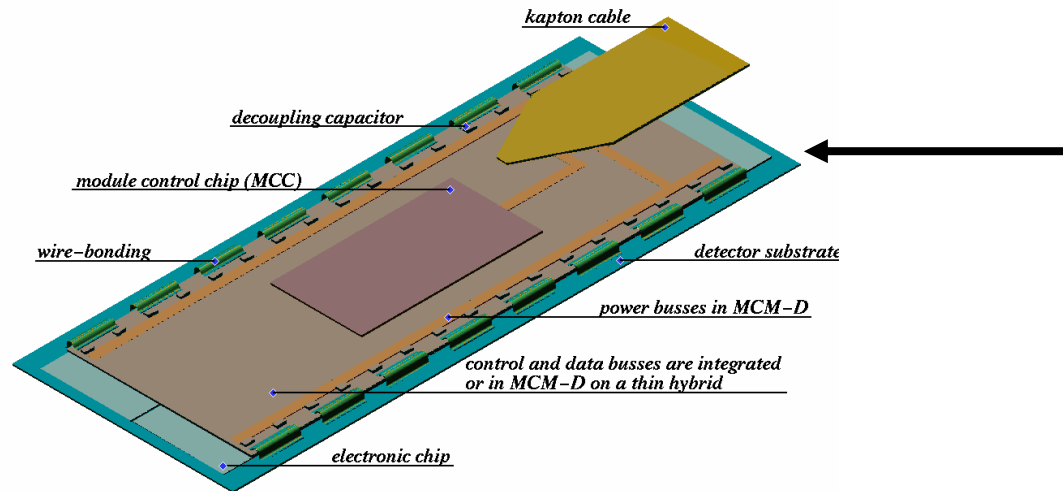 kapton cable
decoupling capacitor
module control chip (MCC)
wire-bonding
detector substrate
power busses in MCM-D
control and data busses are integrated
or in MCM-D on a thin hybrid
electronic chip